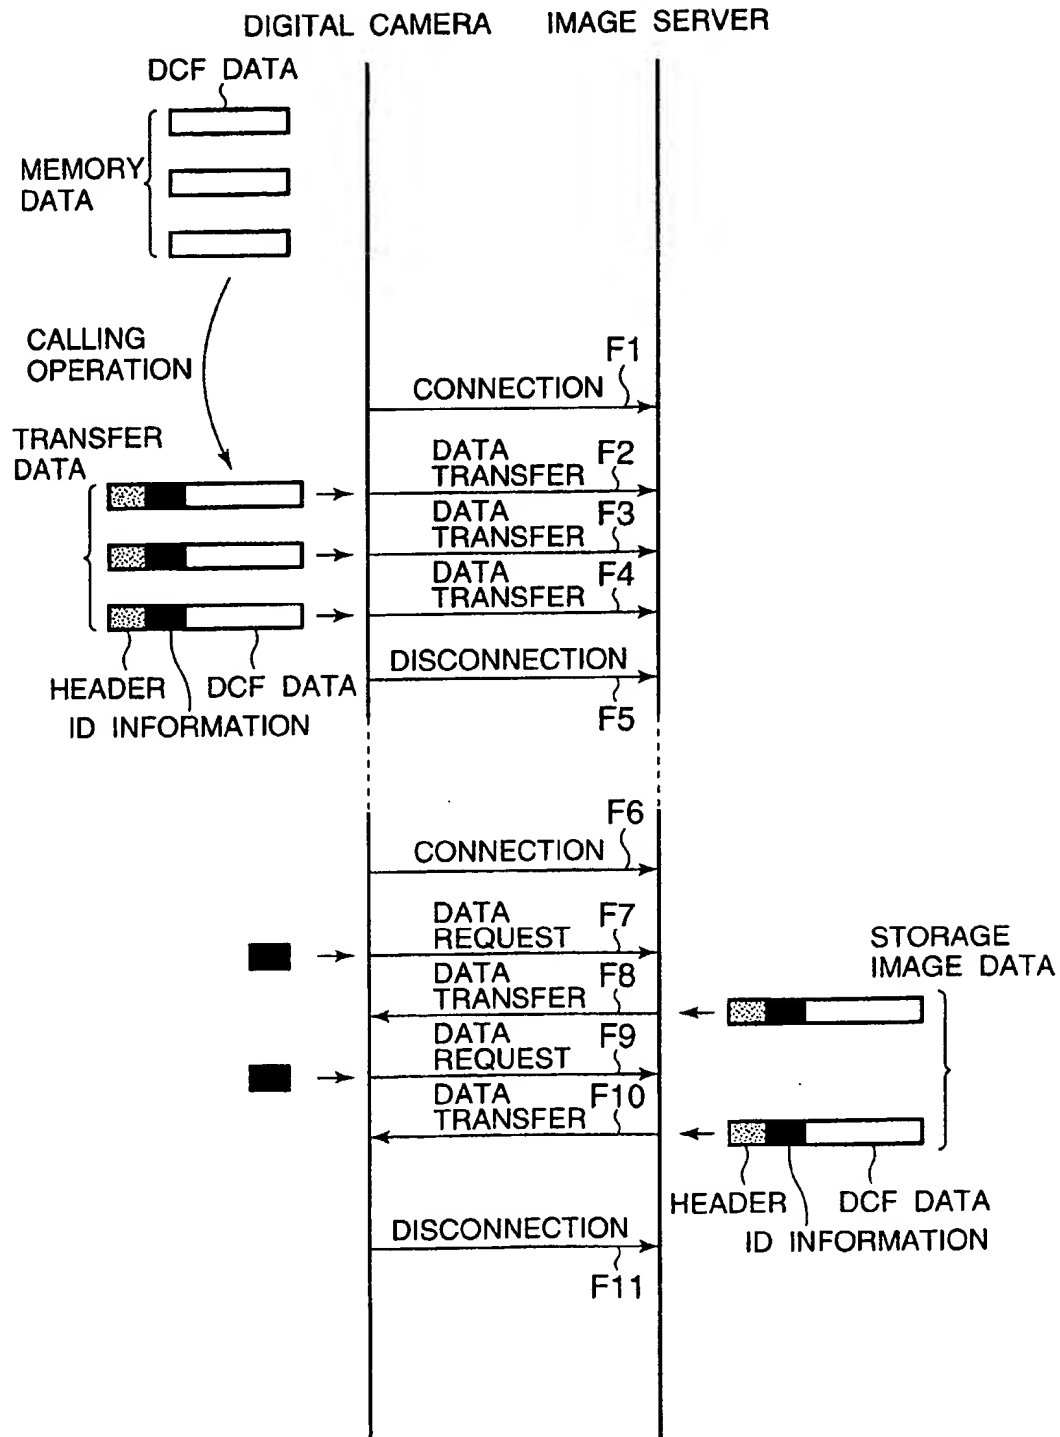 DIGITAL CAMERA
IMAGE SERVER
DCF DATA
MEMORY
DATA
CALLING
OPERATION
F1
CONNECTION
TRANSFER
DATA
DATA
TRANSFER
F2
DATA
TRANSFER
F3
DATA
TRANSFER
F4
DISCONNECTION
F5
HEADER
DCF DATA
ID INFORMATION
F6
CONNECTION
DATA
REQUEST
F7
STORAGE
IMAGE DATA
DATA
TRANSFER
F8
DATA
REQUEST
F9
DATA
TRANSFER
F10
HEADER
DCF DATA
ID INFORMATION
DISCONNECTION
F11